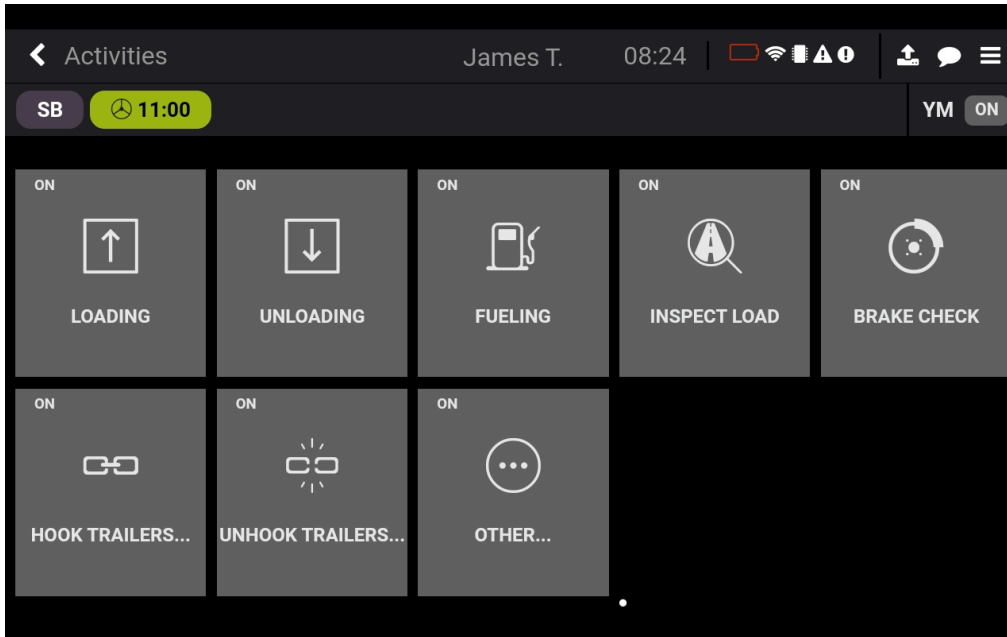 Activities James T. 08:24
SB 11:00 YM ON
ON ON ON ON ON
LOADING UNLOADING FUELING INSPECT LOAD BRAKE CHECK
ON ON ON
HOOK TRAILERS... UNHOOK TRAILERS... OTHER...